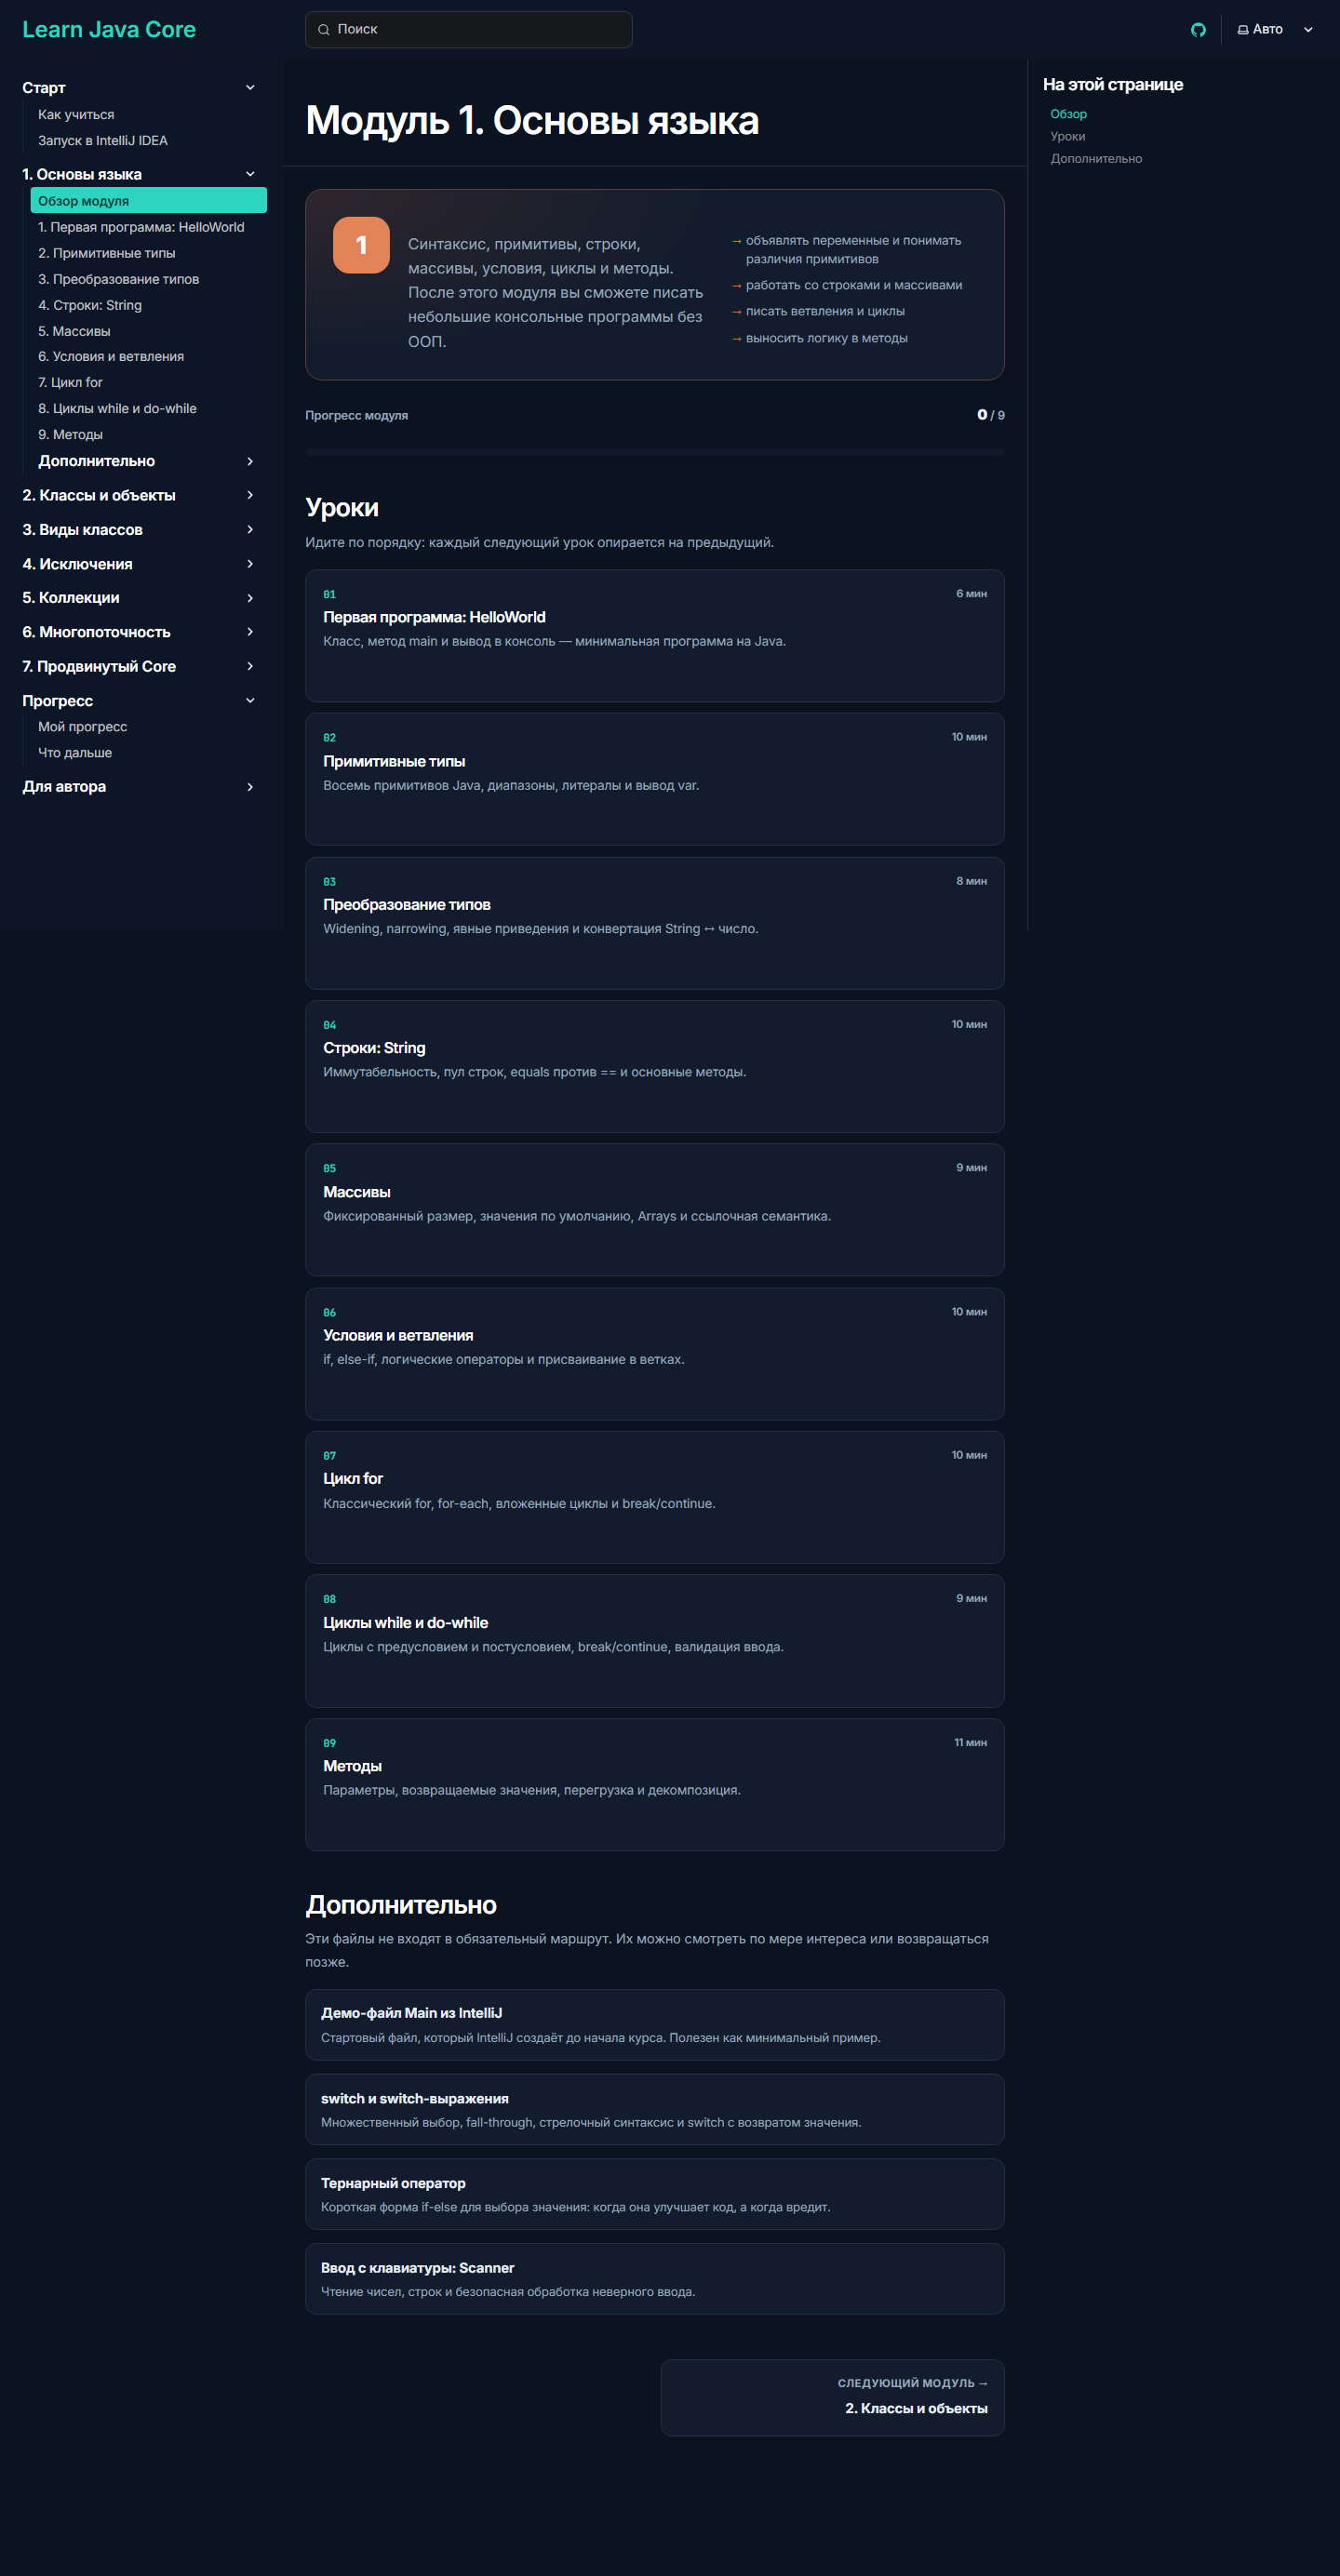 Learn Java Core
Поиск
Авто
Старт
Как учиться
Запуск в IntelliJ IDEA
1. Основы языка
Обзор модуля
1. Первая программа: HelloWorld
2. Примитивные типы
3. Преобразование типов
4. Строки: String
5. Массивы
6. Условия и ветвления
7. Цикл for
8. Циклы while и do-while
9. Методы
Дополнительно
2. Классы и объекты
3. Виды классов
4. Исключения
5. Коллекции
6. Многопоточность
7. Продвинутый Core
Прогресс
Мой прогресс
Что дальше
Для автора
Модуль 1. Основы языка
1
Синтаксис, примитивы, строки,
массивы, условия, циклы и методы.
После этого модуля вы сможете писать
небольшие консольные программы без
ООП.
→ объявлять переменные и понимать
различия примитивов
→ работать со строками и массивами
→ писать ветвления и циклы
→ выносить логику в методы
Прогресс модуля
0 / 9
Уроки
Идите по порядку: каждый следующий урок опирается на предыдущий.
01
6 мин
Первая программа: HelloWorld
Класс, метод main и вывод в консоль — минимальная программа на Java.
02
10 мин
Примитивные типы
Восемь примитивов Java, диапазоны, литералы и вывод var.
03
8 мин
Преобразование типов
Widening, narrowing, явные приведения и конвертация String ↔ число.
04
10 мин
Строки: String
Иммутабельность, пул строк, equals против == и основные методы.
05
9 мин
Массивы
Фиксированный размер, значения по умолчанию, Arrays и ссылочная семантика.
06
10 мин
Условия и ветвления
if, else-if, логические операторы и присваивание в ветках.
07
10 мин
Цикл for
Классический for, for-each, вложенные циклы и break/continue.
08
9 мин
Циклы while и do-while
Циклы с предусловием и постусловием, break/continue, валидация ввода.
09
11 мин
Методы
Параметры, возвращаемые значения, перегрузка и декомпозиция.
Дополнительно
Эти файлы не входят в обязательный маршрут. Их можно смотреть по мере интереса или возвращаться
позже.
Демо-файл Main из IntelliJ
Стартовый файл, который IntelliJ создаёт до начала курса. Полезен как минимальный пример.
switch и switch-выражения
Множественный выбор, fall-through, стрелочный синтаксис и switch с возвратом значения.
Тернарный оператор
Короткая форма if-else для выбора значения: когда она улучшает код, а когда вредит.
Ввод с клавиатуры: Scanner
Чтение чисел, строк и безопасная обработка неверного ввода.
СЛЕДУЮЩИЙ МОДУЛЬ →
2. Классы и объекты
На этой странице
Обзор
Уроки
Дополнительно